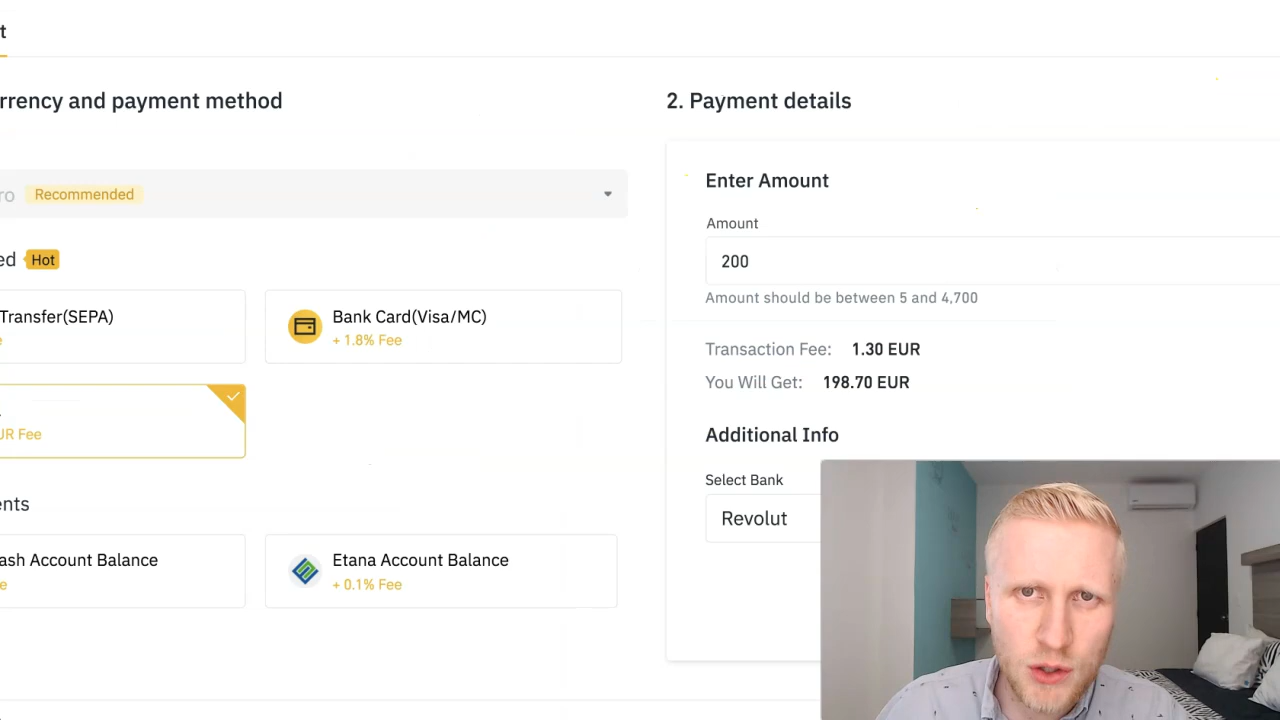 t
rrency and payment method
ro Recommended
ed Hot
Transfer(SEPA)
e
Bank Card(Visa/MC)
+ 1.8% Fee
UR Fee
ents
ash Account Balance
e
Etana Account Balance
+ 0.1% Fee
2. Payment details
Enter Amount
Amount
200
Amount should be between 5 and 4,700
Transaction Fee: 1.30 EUR
You Will Get: 198.70 EUR
Additional Info
Select Bank
Revolut